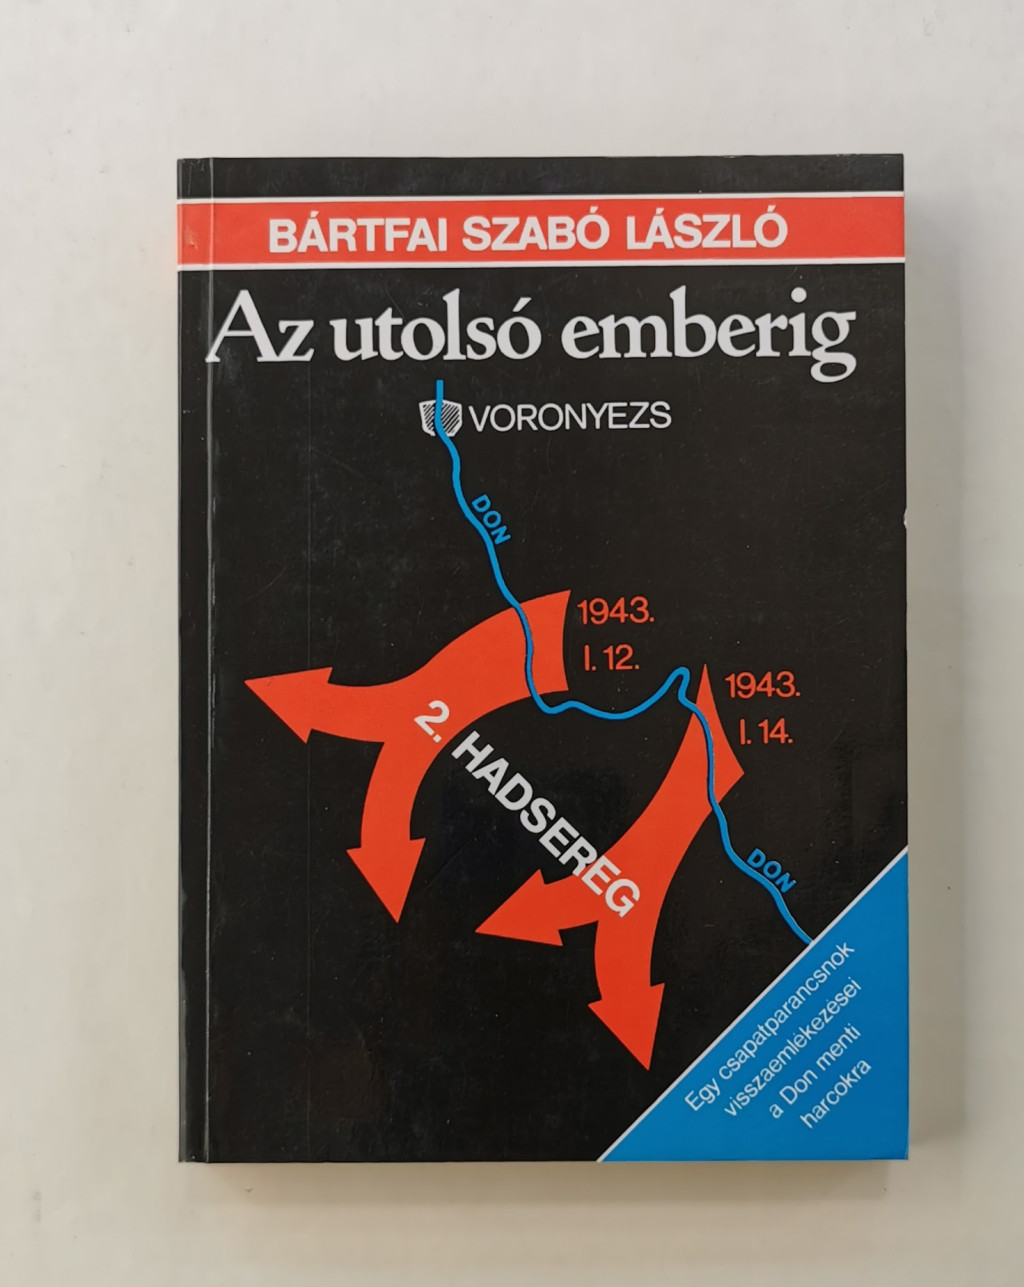 BÁRTFAI SZABÓ LÁSZLÓ
Az utolsó emberig
VORONYEZS
DON
1943.
I. 12.
1943.
I. 14.
2. HADSEREG
DON
Egy csapatparancsnok
visszaemlékezései
a Don menti
harcokra